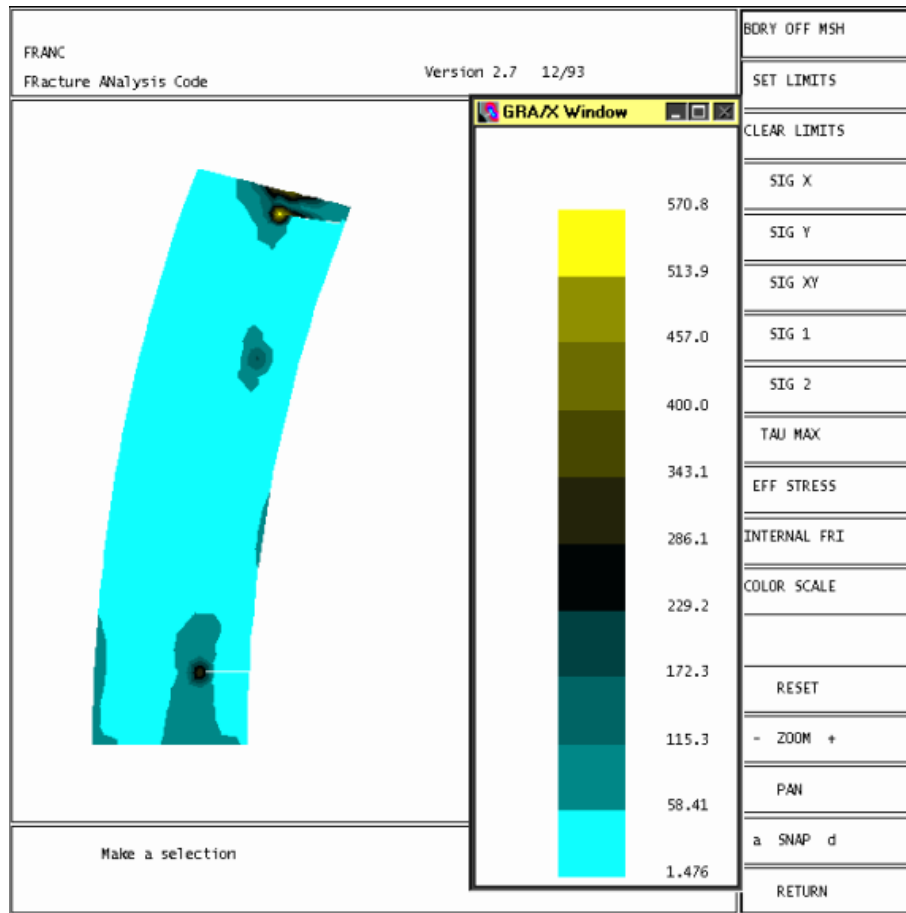 FRANC
FRacture ANalysis Code
Version 2.7 12/93
GRA/X Window
570.8
513.9
457.0
400.0
343.1
286.1
229.2
172.3
115.3
58.41
1.476
Make a selection
BDRY OFF MSH
SET LIMITS
CLEAR LIMITS
SIG X
SIG Y
SIG XY
SIG 1
SIG 2
TAU MAX
EFF STRESS
INTERNAL FRI
COLOR SCALE
RESET
- ZOOM +
PAN
a SNAP d
RETURN